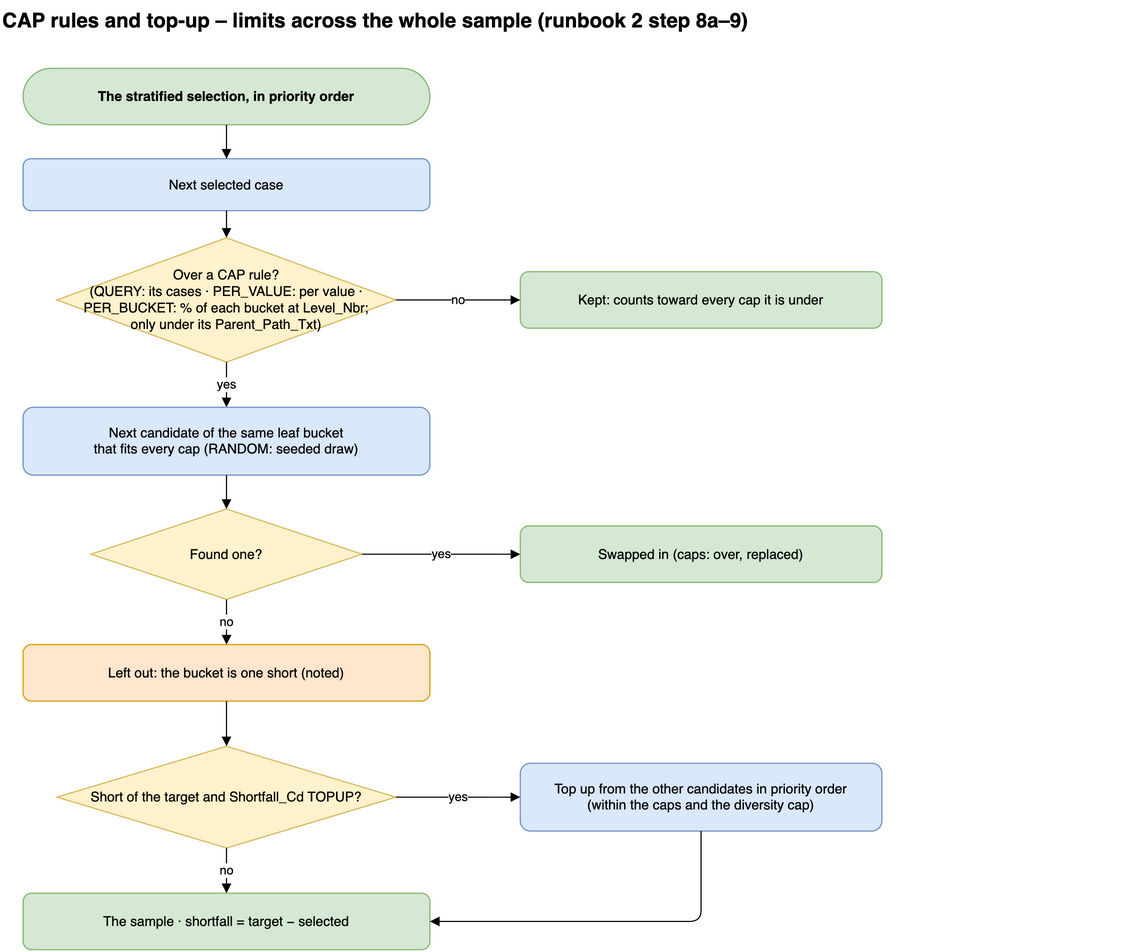 CAP rules and top-up – limits across the whole sample (runbook 2 step 8a–9)
The stratified selection, in priority order
Next selected case
Over a CAP rule?
(QUERY: its cases · PER_VALUE: per value ·
PER_BUCKET: % of each bucket at Level_Nbr;
only under its Parent_Path_Txt)
no
Kept: counts toward every cap it is under
yes
Next candidate of the same leaf bucket
that fits every cap (RANDOM: seeded draw)
Found one?
yes
Swapped in (caps: over, replaced)
no
Left out: the bucket is one short (noted)
Short of the target and Shortfall_Cd TOPUP?
yes
Top up from the other candidates in priority order
(within the caps and the diversity cap)
no
The sample · shortfall = target − selected